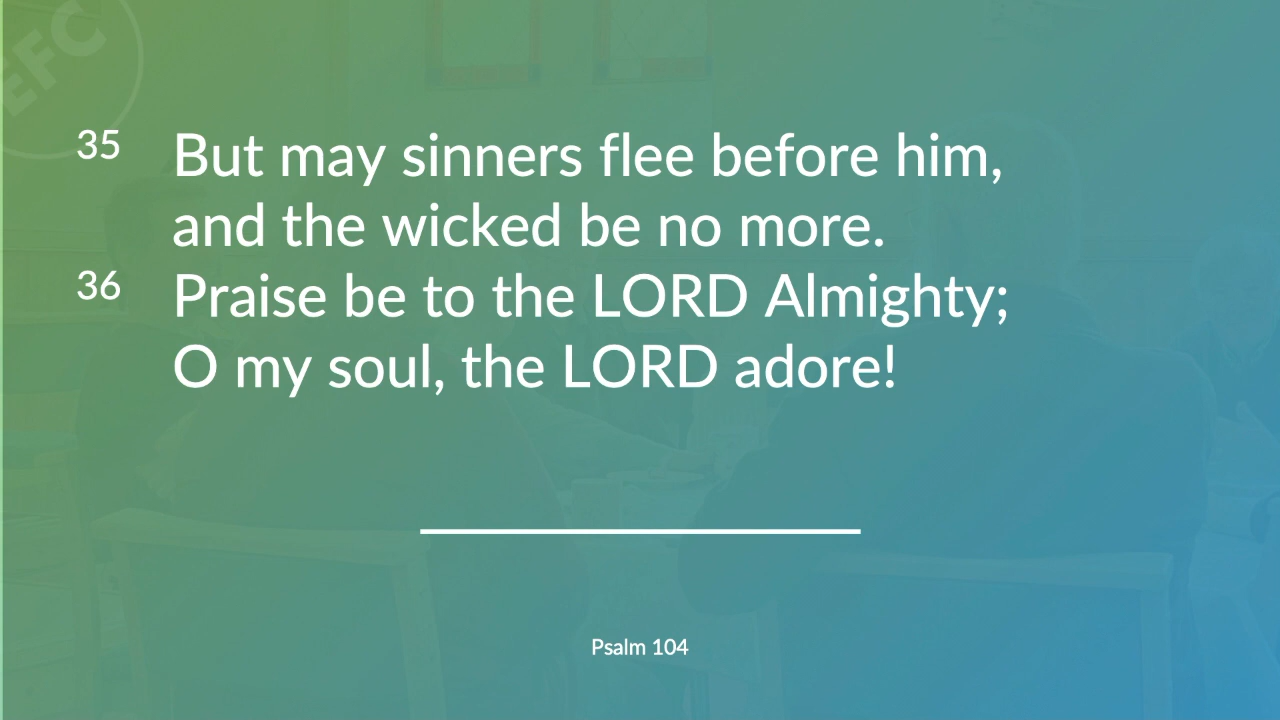 EFC
35 But may sinners flee before him,
and the wicked be no more.
36 Praise be to the LORD Almighty;
O my soul, the LORD adore!
Psalm 104